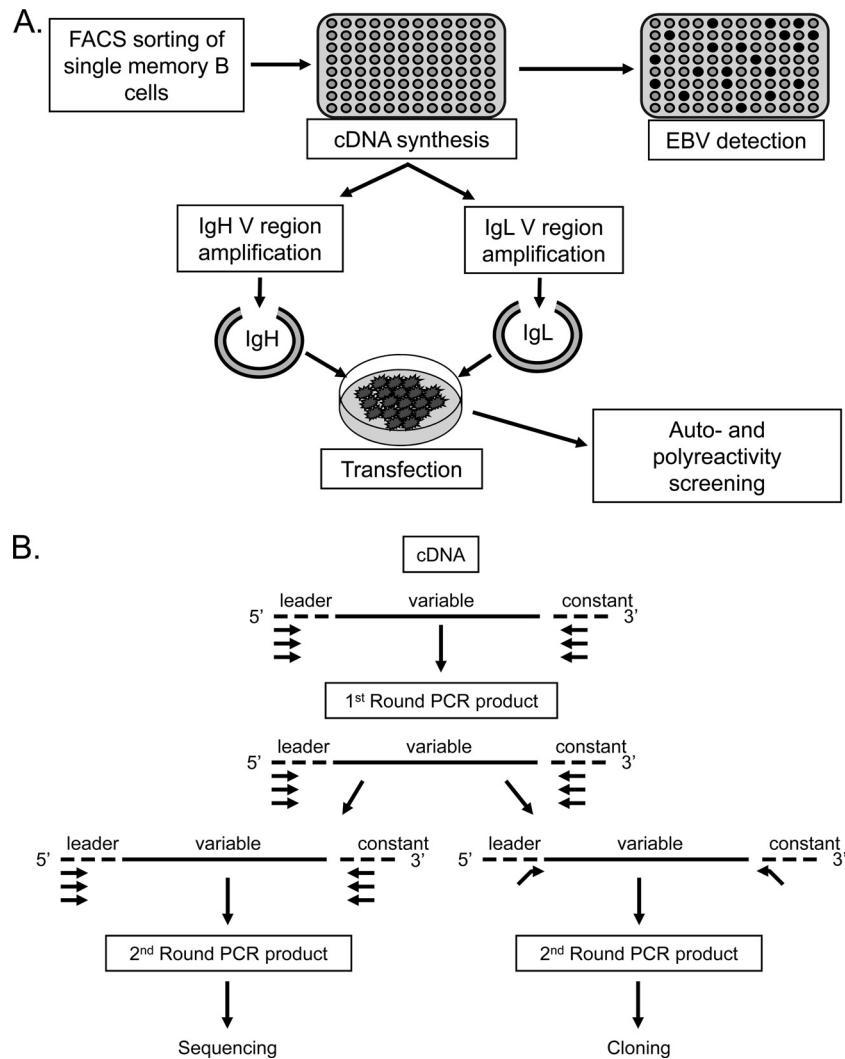 A.
FACS sorting of
single memory B
cells
cDNA synthesis
EBV detection
IgH V region
amplification
IgL V region
amplification
IgH
IgL
Transfection
Auto- and
polyreactivity
screening
B.
cDNA
leader variable constant
5’ 3’
1st Round PCR product
leader variable constant
5’ 3’
leader variable constant
5’ 3’
leader variable constant
5’ 3’
2nd Round PCR product
2nd Round PCR product
Sequencing
Cloning